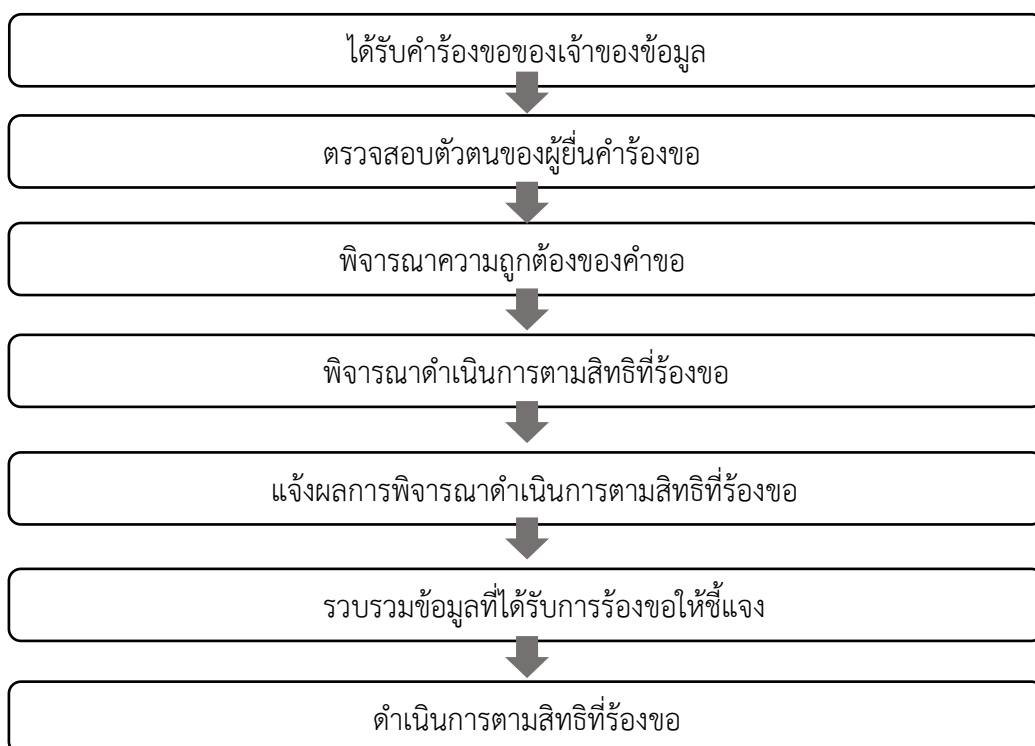 ได้รับคำร้องขอของเจ้าของข้อมูล
ตรวจสอบตัวตนของผู้ยื่นคำร้องขอ
พิจารณาความถูกต้องของคำขอ
พิจารณาดำเนินการตามสิทธิที่ร้องขอ
แจ้งผลการพิจารณาดำเนินการตามสิทธิที่ร้องขอ
รวบรวมข้อมูลที่ได้รับการร้องขอให้ชี้แจง
ดำเนินการตามสิทธิที่ร้องขอ